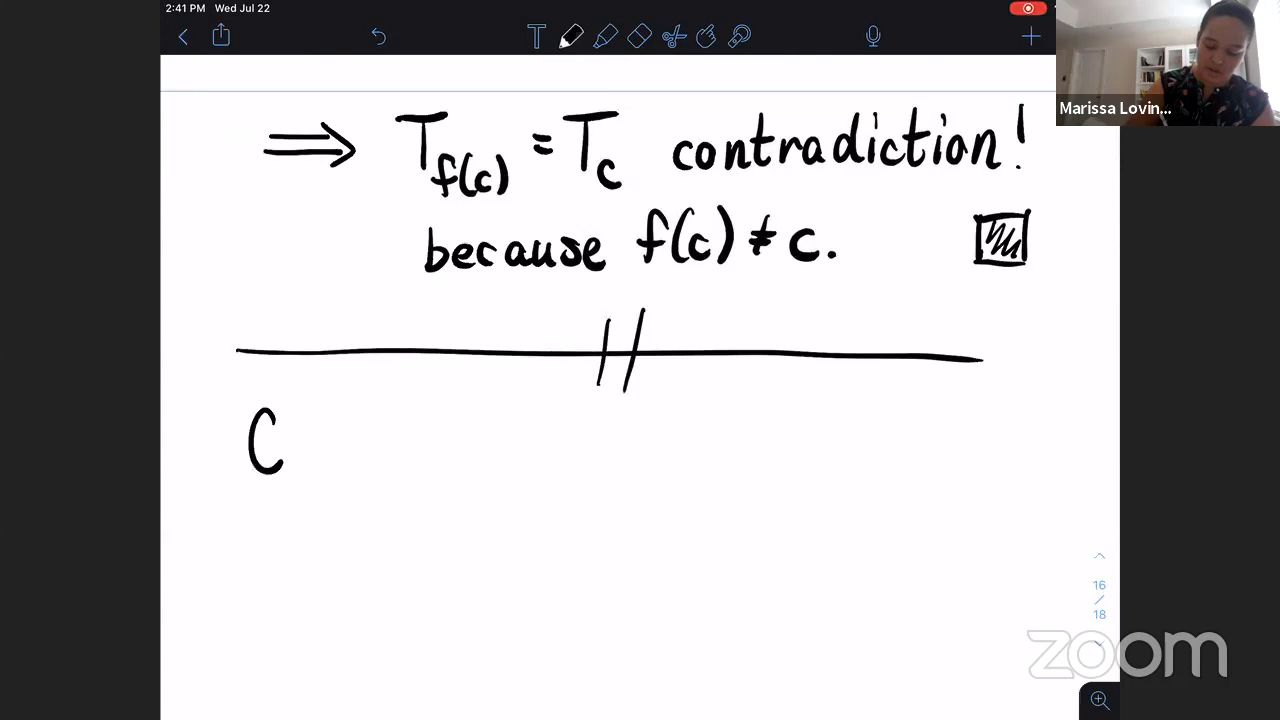 2:41 PM Wed Jul 22
T
⟹ T_f(c) = T_c contradiction!
because f(c) ≠ c.
C
Marissa Lovin...
16
/
18
zoom